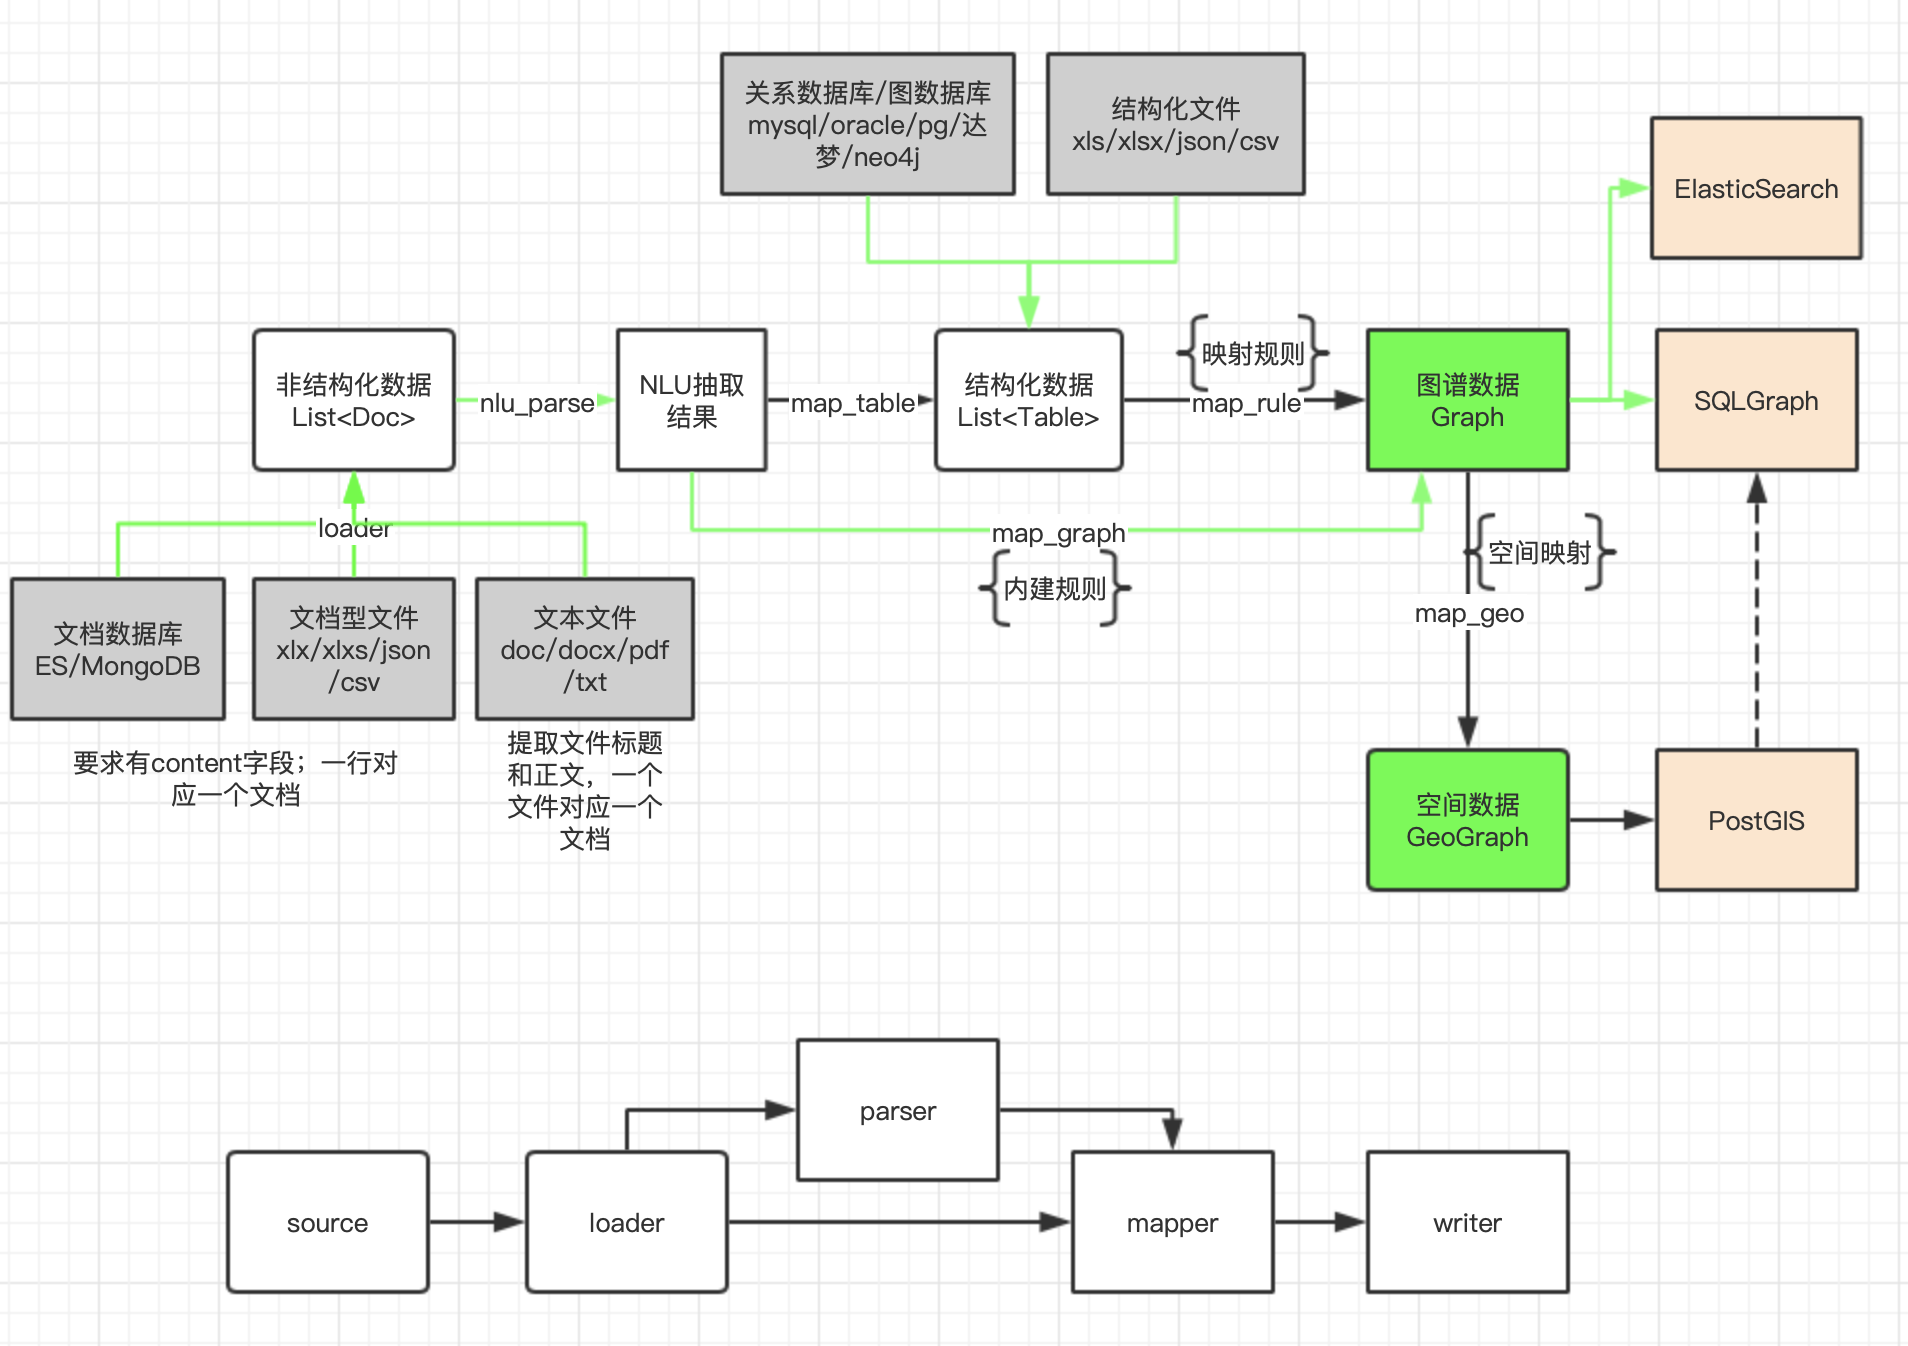 关系数据库/图数据库
mysql/oracle/pg/达
梦/neo4j
结构化文件
xls/xlsx/json/csv
ElasticSearch
非结构化数据
List<Doc>
nlu_parse
NLU抽取
结果
map_table
结构化数据
List<Table>
映射规则
map_rule
图谱数据
Graph
SQLGraph
loader
map_graph
内建规则
空间映射
map_geo
文档数据库
ES/MongoDB
文档型文件
xlx/xlxs/json
/csv
文本文件
doc/docx/pdf
/txt
要求有content字段；一行对
应一个文档
提取文件标题
和正文，一个
文件对应一个
文档
空间数据
GeoGraph
PostGIS
parser
source
loader
mapper
writer